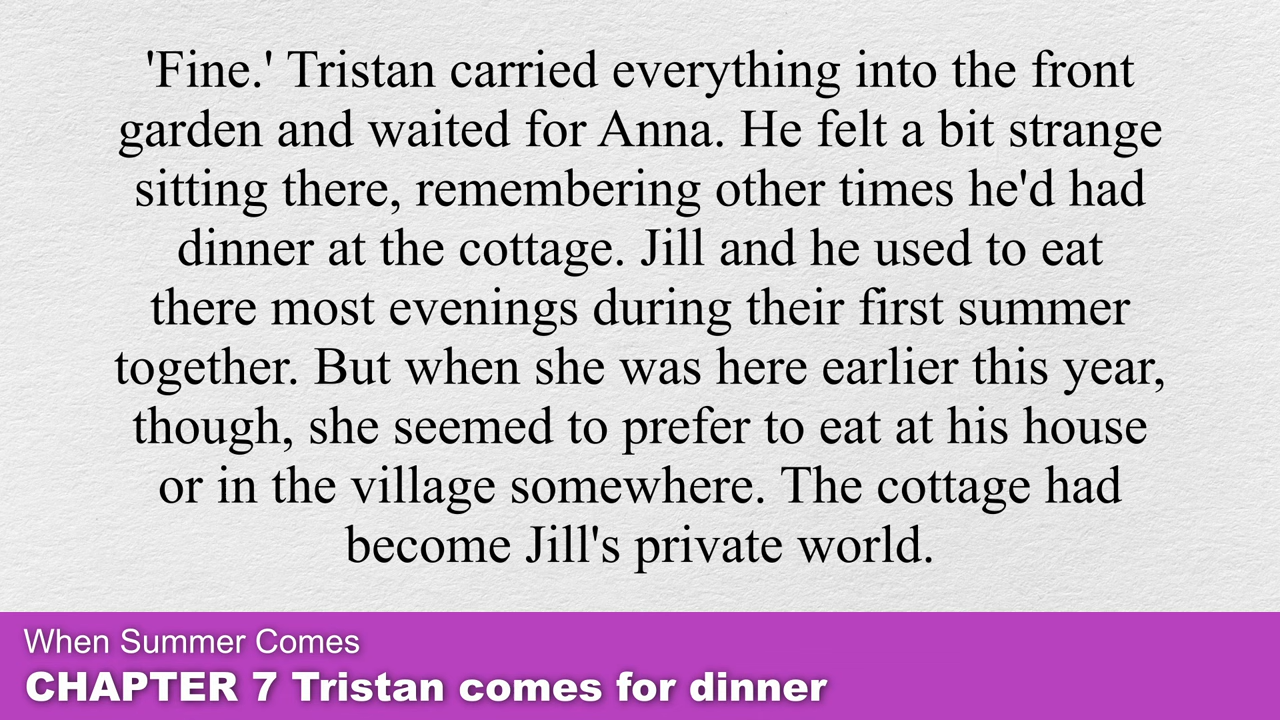 'Fine.' Tristan carried everything into the front
garden and waited for Anna. He felt a bit strange
sitting there, remembering other times he'd had
dinner at the cottage. Jill and he used to eat
there most evenings during their first summer
together. But when she was here earlier this year,
though, she seemed to prefer to eat at his house
or in the village somewhere. The cottage had
become Jill's private world.
When Summer Comes
CHAPTER 7 Tristan comes for dinner